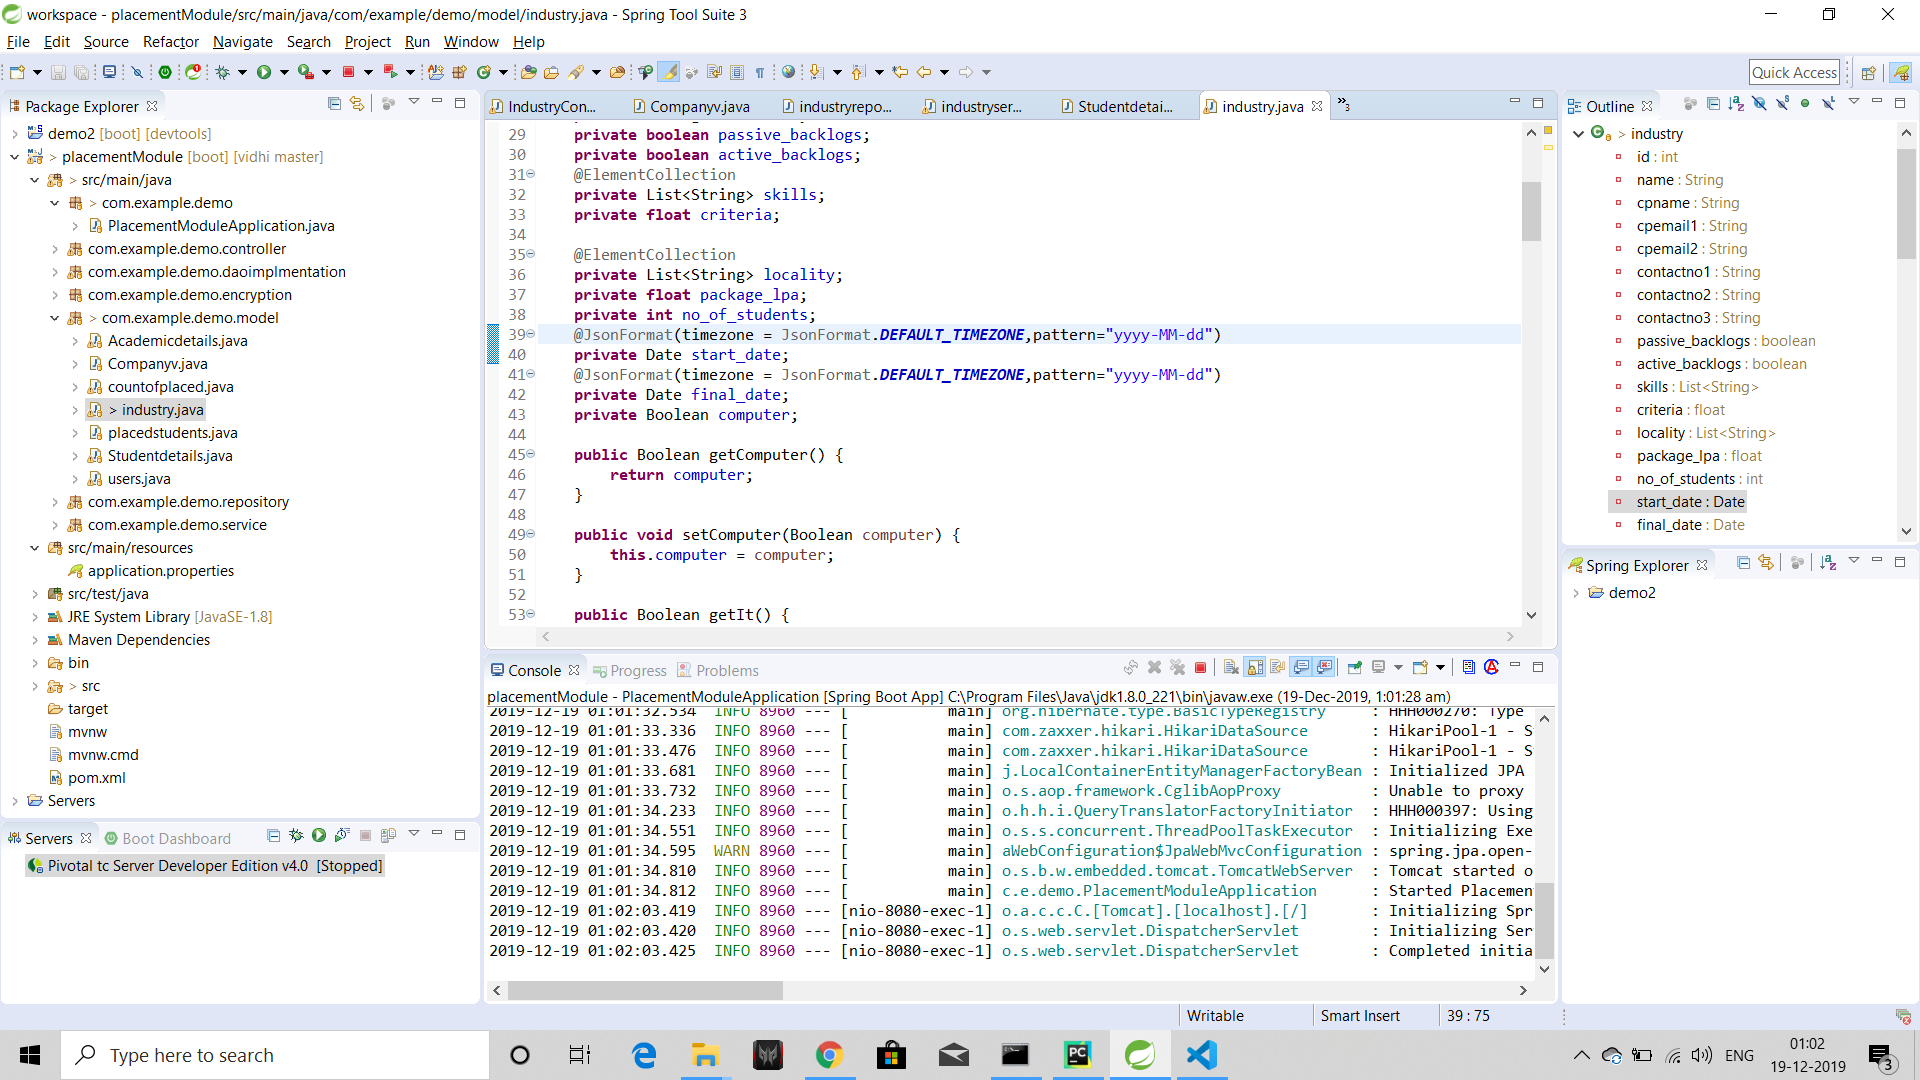 workspace - placementModule/src/main/java/com/example/demo/model/industry.java - Spring Tool Suite 3
File Edit Source Refactor Navigate Search Project Run Window Help
Quick Access
Package Explorer
demo2 [boot] [devtools]
> placementModule [boot] [vidhi master]
> src/main/java
> com.example.demo
PlacementModuleApplication.java
com.example.demo.controller
com.example.demo.daoimplmentation
com.example.demo.encryption
> com.example.demo.model
Academicdetails.java
Companyv.java
countofplaced.java
> industry.java
placedstudents.java
Studentdetails.java
users.java
com.example.demo.repository
com.example.demo.service
src/main/resources
application.properties
src/test/java
JRE System Library [JavaSE-1.8]
Maven Dependencies
bin
> src
target
mvnw
mvnw.cmd
pom.xml
Servers
Servers Boot Dashboard
Pivotal tc Server Developer Edition v4.0 [Stopped]
IndustryCon... Companyv.java industryrepo... industryser... Studentdetai... industry.java »3
29 private boolean passive_backlogs;
30 private boolean active_backlogs;
31 @ElementCollection
32 private List<String> skills;
33 private float criteria;
34
35 @ElementCollection
36 private List<String> locality;
37 private float package_lpa;
38 private int no_of_students;
39 @JsonFormat(timezone = JsonFormat.DEFAULT_TIMEZONE,pattern="yyyy-MM-dd")
40 private Date start_date;
41 @JsonFormat(timezone = JsonFormat.DEFAULT_TIMEZONE,pattern="yyyy-MM-dd")
42 private Date final_date;
43 private Boolean computer;
44
45 public Boolean getComputer() {
46 return computer;
47 }
48
49 public void setComputer(Boolean computer) {
50 this.computer = computer;
51 }
52
53 public Boolean getIt() {
Console Progress Problems
placementModule - PlacementModuleApplication [Spring Boot App] C:\Program Files\Java\jdk1.8.0_221\bin\javaw.exe (19-Dec-2019, 1:01:28 am)
2019-12-19 01:01:32.534 INFO 8960 --- [ main] org.hibernate.type.BasicTypeRegistry : HHH000270: Type
2019-12-19 01:01:33.336 INFO 8960 --- [ main] com.zaxxer.hikari.HikariDataSource : HikariPool-1 - S
2019-12-19 01:01:33.476 INFO 8960 --- [ main] com.zaxxer.hikari.HikariDataSource : HikariPool-1 - S
2019-12-19 01:01:33.681 INFO 8960 --- [ main] j.LocalContainerEntityManagerFactoryBean : Initialized JPA
2019-12-19 01:01:33.732 INFO 8960 --- [ main] o.s.aop.framework.CglibAopProxy : Unable to proxy
2019-12-19 01:01:34.233 INFO 8960 --- [ main] o.h.h.i.QueryTranslatorFactoryInitiator : HHH000397: Using
2019-12-19 01:01:34.551 INFO 8960 --- [ main] o.s.s.concurrent.ThreadPoolTaskExecutor : Initializing Exe
2019-12-19 01:01:34.595 WARN 8960 --- [ main] aWebConfiguration$JpaWebMvcConfiguration : spring.jpa.open-
2019-12-19 01:01:34.810 INFO 8960 --- [ main] o.s.b.w.embedded.tomcat.TomcatWebServer : Tomcat started o
2019-12-19 01:01:34.812 INFO 8960 --- [ main] c.e.demo.PlacementModuleApplication : Started Placemen
2019-12-19 01:02:03.419 INFO 8960 --- [nio-8080-exec-1] o.a.c.c.C.[Tomcat].[localhost].[/] : Initializing Spr
2019-12-19 01:02:03.420 INFO 8960 --- [nio-8080-exec-1] o.s.web.servlet.DispatcherServlet : Initializing Ser
2019-12-19 01:02:03.425 INFO 8960 --- [nio-8080-exec-1] o.s.web.servlet.DispatcherServlet : Completed initia
Outline
> industry
id : int
name : String
cpname : String
cpemail1 : String
cpemail2 : String
contactno1 : String
contactno2 : String
contactno3 : String
passive_backlogs : boolean
active_backlogs : boolean
skills : List<String>
criteria : float
locality : List<String>
package_lpa : float
no_of_students : int
start_date : Date
final_date : Date
Spring Explorer
demo2
Writable Smart Insert 39 : 75
Type here to search
ENG
01:02
19-12-2019
3